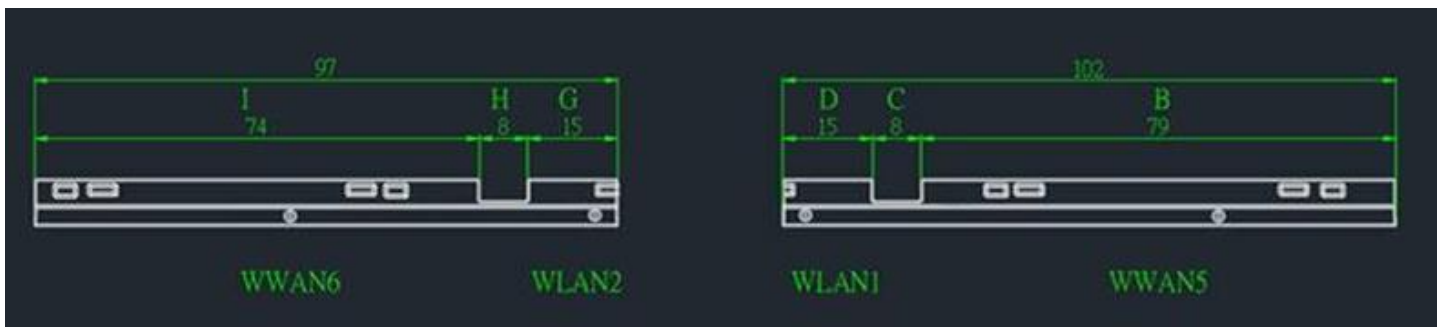 97 102
I H G D C B
74 8 15 15 8 79
WWAN6 WLAN2 WLAN1 WWAN5